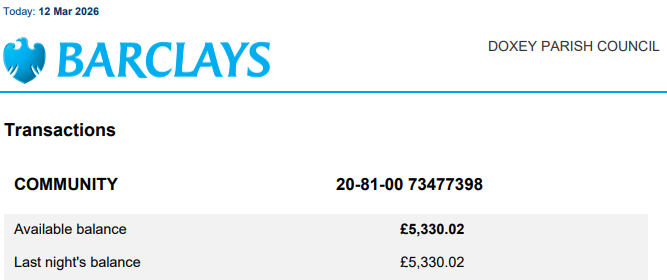 Today: 12 Mar 2026
BARCLAYS
DOXEY PARISH COUNCIL
Transactions
COMMUNITY 20-81-00 73477398
Available balance £5,330.02
Last night's balance £5,330.02